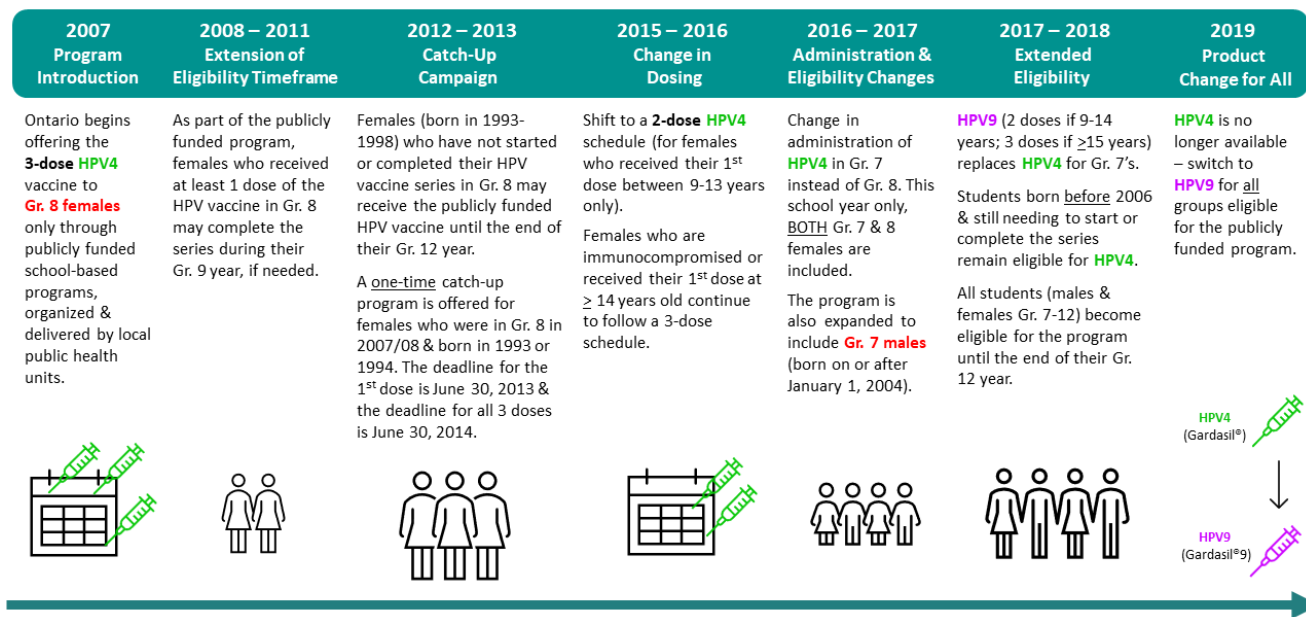 2007
Program
Introduction
2008 – 2011
Extension of
Eligibility Timeframe
2012 – 2013
Catch-Up
Campaign
2015 – 2016
Change in
Dosing
2016 – 2017
Administration &
Eligibility Changes
2017 – 2018
Extended
Eligibility
2019
Product
Change for All
Ontario begins
offering the
3-dose HPV4
vaccine to
Gr. 8 females
only through
publicly funded
school-based
programs,
organized &
delivered by local
public health
units.
As part of the publicly
funded program,
females who received
at least 1 dose of the
HPV vaccine in Gr. 8
may complete the
series during their
Gr. 9 year, if needed.
Females (born in 1993-
1998) who have not started
or completed their HPV
vaccine series in Gr. 8 may
receive the publicly funded
HPV vaccine until the end of
their Gr. 12 year.
A one-time catch-up
program is offered for
females who were in Gr. 8 in
2007/08 & born in 1993 or
1994. The deadline for the
1st dose is June 30, 2013 &
the deadline for all 3 doses
is June 30, 2014.
Shift to a 2-dose HPV4
schedule (for females
who received their 1st
dose between 9-13 years
only).
Females who are
immunocompromised or
received their 1st dose at
≥ 14 years old continue
to follow a 3-dose
schedule.
Change in
administration of
HPV4 in Gr. 7
instead of Gr. 8. This
school year only,
BOTH Gr. 7 & 8
females are
included.
The program is
also expanded to
include Gr. 7 males
(born on or after
January 1, 2004).
HPV9 (2 doses if 9-14
years; 3 doses if ≥15 years)
replaces HPV4 for Gr. 7's.
Students born before 2006
& still needing to start or
complete the series
remain eligible for HPV4.
All students (males &
females Gr. 7-12) become
eligible for the program
until the end of their Gr.
12 year.
HPV4 is no
longer available
– switch to
HPV9 for all
groups eligible
for the publicly
funded program.
HPV4
(Gardasil®)
HPV9
(Gardasil®9)